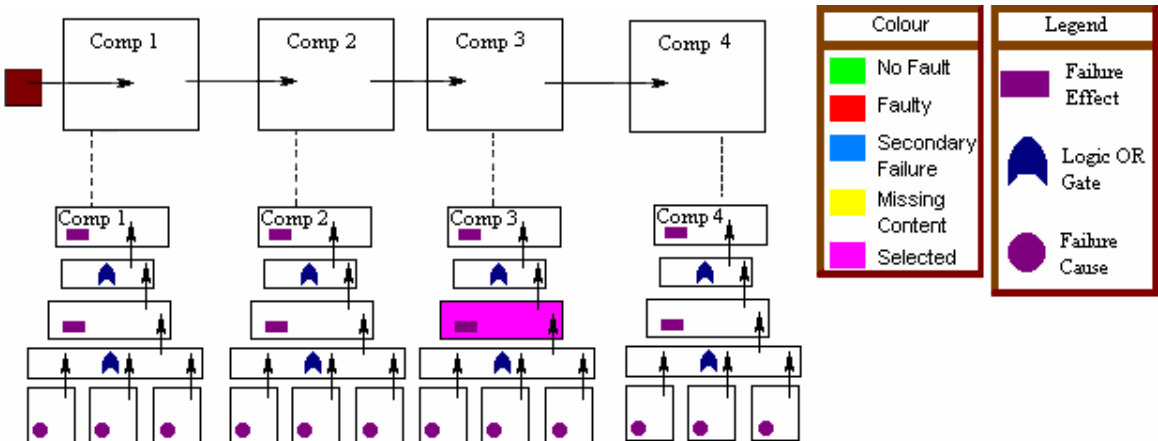 Comp 1
Comp 2
Comp 3
Comp 4
Comp 1
Comp 2
Comp 3
Comp 4
Colour
No Fault
Faulty
Secondary
Failure
Missing
Content
Selected
Legend
Failure
Effect
Logic OR
Gate
Failure
Cause